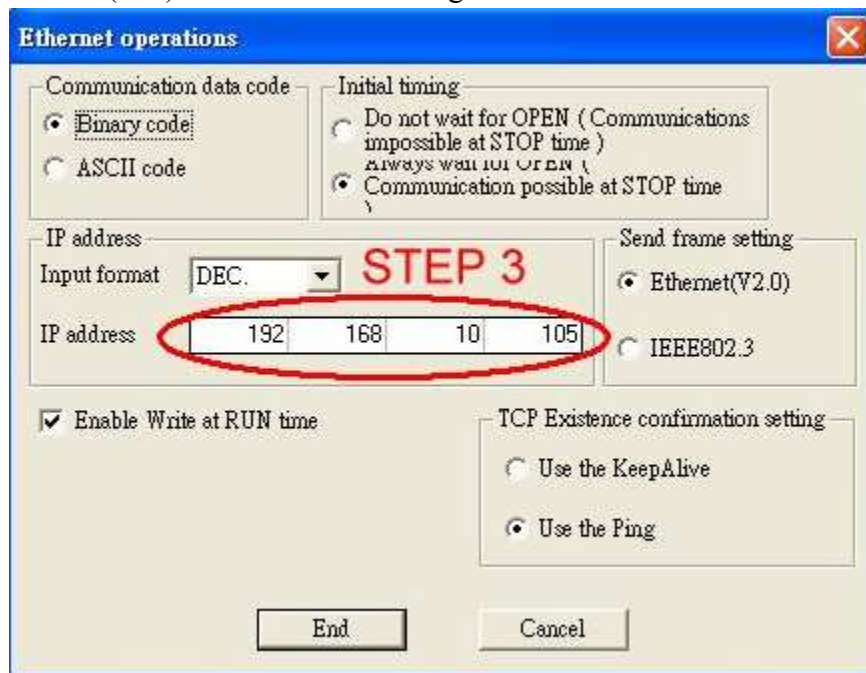 Ethernet operations
Communication data code
Binary code
ASCII code
Initial timing
Do not wait for OPEN ( Communications
impossible at STOP time )
Always wait for OPEN (
Communication possible at STOP time
)
IP address
Input format DEC. STEP 3
IP address 192 168 10 105
Send frame setting
Ethernet(V2.0)
IEEE802.3
Enable Write at RUN time
TCP Existence confirmation setting
Use the KeepAlive
Use the Ping
End Cancel